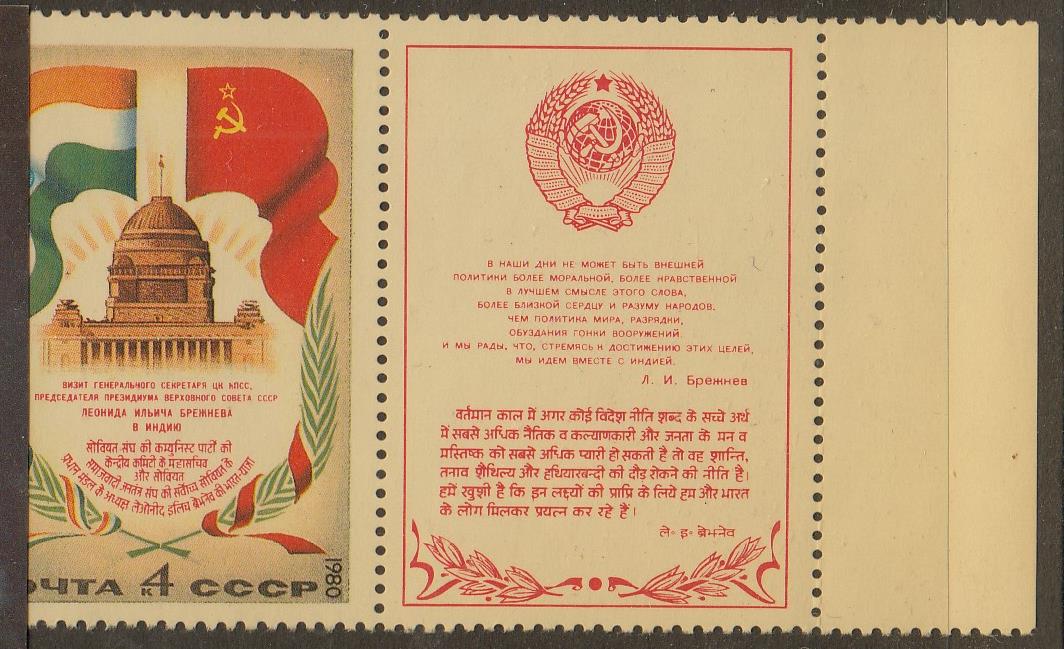 ВИЗИТ ГЕНЕРАЛЬНОГО СЕКРЕТАРЯ ЦК КПСС,
ПРЕДСЕДАТЕЛЯ ПРЕЗИДИУМА ВЕРХОВНОГО СОВЕТА СССР
ЛЕОНИДА ИЛЬИЧА БРЕЖНЕВА
В ИНДИЮ
सोवियत संघ की कम्युनिस्ट पार्टी की
केन्द्रीय कमिटी के महासचिव
और सोवियत
समाजवादी जनतंत्र संघ की सर्वोच्च सोवियत के
प्रधान मंडल के अध्यक्ष लेओनीद इलिच ब्रेझनेव की भारत-यात्रा
ОЧТА 4 К СССР
1980
В НАШИ ДНИ НЕ МОЖЕТ БЫТЬ ВНЕШНЕЙ
ПОЛИТИКИ БОЛЕЕ МОРАЛЬНОЙ, БОЛЕЕ НРАВСТВЕННОЙ
В ЛУЧШЕМ СМЫСЛЕ ЭТОГО СЛОВА,
БОЛЕЕ БЛИЗКОЙ СЕРДЦУ И РАЗУМУ НАРОДОВ,
ЧЕМ ПОЛИТИКА МИРА, РАЗРЯДКИ,
ОБУЗДАНИЯ ГОНКИ ВООРУЖЕНИЙ.
И МЫ РАДЫ, ЧТО, СТРЕМЯСЬ К ДОСТИЖЕНИЮ ЭТИХ ЦЕЛЕЙ,
МЫ ИДЕМ ВМЕСТЕ С ИНДИЕЙ.
Л. И. Брежнев
वर्तमान काल में अगर कोई विदेश नीति शब्द के सच्चे अर्थ
में सबसे अधिक नैतिक व कल्याणकारी और जनता के मन व
मस्तिष्क को सबसे अधिक प्यारी हो सकती है तो वह शान्ति,
तनाव शैथिल्य और हथियारबन्दी की दौड़ रोकने की नीति है।
हमें खुशी है कि इन लक्ष्यों की प्राप्ति के लिये हम और भारत
के लोग मिलकर प्रयत्न कर रहे हैं।
ले॰ इ॰ ब्रेझनेव